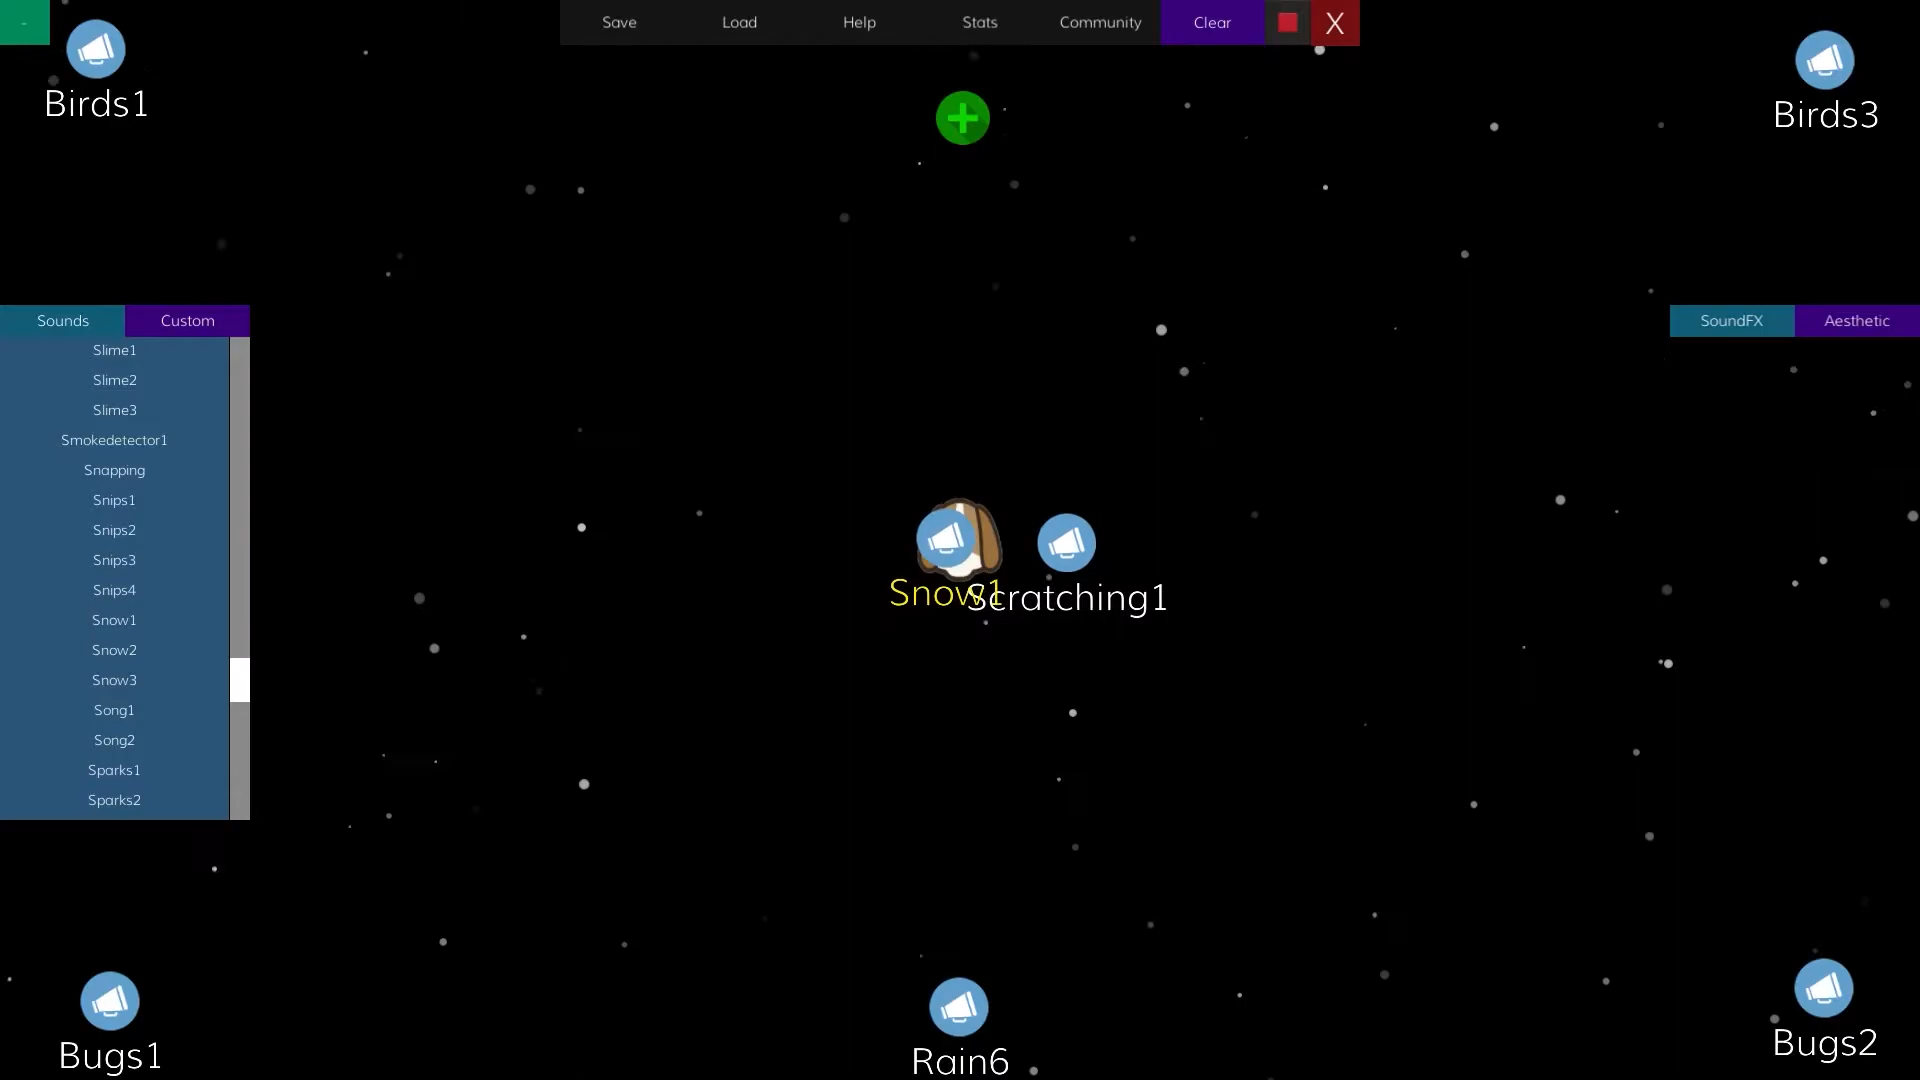 -
Save Load Help Stats Community Clear X
Birds1
Birds3
Sounds Custom
SoundFX Aesthetic
Slime1
Slime2
Slime3
Smokedetector1
Snapping
Snips1
Snips2
Snips3
Snips4
Snow1
Snow2
Snow3
Song1
Song2
Sparks1
Sparks2
Snow1
Scratching1
Bugs1
Rain6
Bugs2